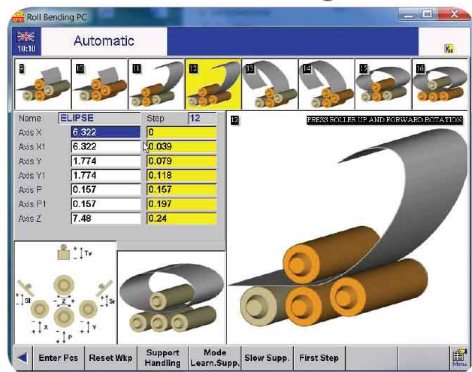 Roll Bending PC
10:10 Automatic
9 10 11 12 13 14 15 16
Name ELIPSE Step 12
Axis X 6.322 0
Axis X1 6.322 0.039
Axis Y 1.774 0.079
Axis Y1 1.774 0.118
Axis P 0.157 0.157
Axis P1 0.157 0.197
Axis Z 7.48 0.24
12 PRESS ROLLER UP AND FORWARD ROTATION
Z
X P Y
Enter Pos Reset Wkp Support Handling Mode Learn.Supp. Slow Supp. First Step Menu